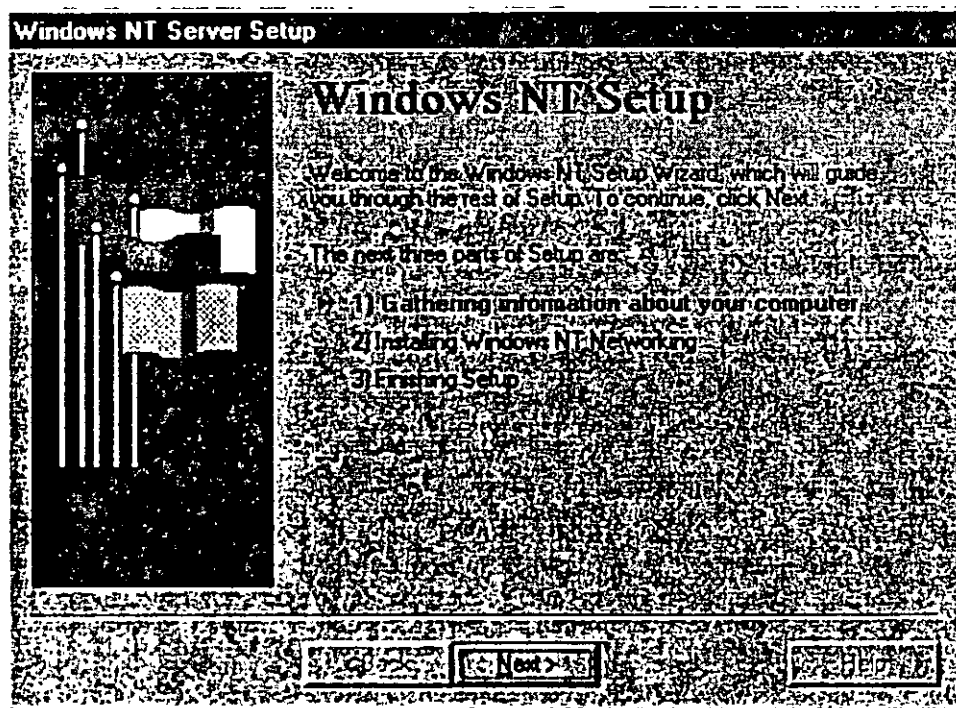 Windows NT Server Setup
Windows NT Setup
Welcome to the Windows NT Setup Wizard, which will guide
you through the rest of Setup. To continue, click Next.
The next three parts of Setup are:
1) Gathering information about your computer
2) Installing Windows NT Networking
3) Finishing Setup
< Back
Next >
Help